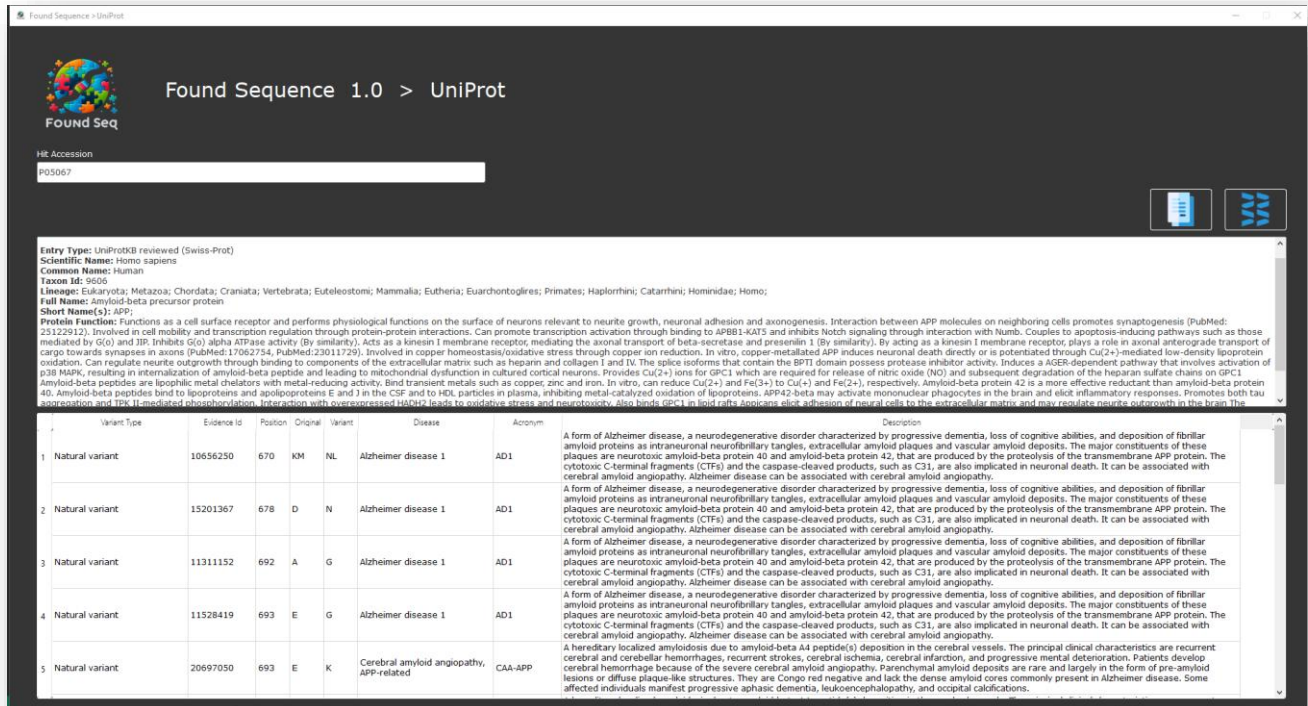 Found Sequence > UniProt
Found Seq
Found Sequence 1.0 > UniProt
Hit Accession
P05067
Entry Type: UniProtKB reviewed (Swiss-Prot)
Scientific Name: Homo sapiens
Common Name: Human
Taxon Id: 9606
Lineage: Eukaryota; Metazoa; Chordata; Craniata; Vertebrata; Euteleostomi; Mammalia; Eutheria; Euarchontoglires; Primates; Haplorrhini; Catarrhini; Hominidae; Homo;
Full Name: Amyloid-beta precursor protein
Short Name(s): APP;
Protein Function: Functions as a cell surface receptor and performs physiological functions on the surface of neurons relevant to neurite growth, neuronal adhesion and axonogenesis. Interaction between APP molecules on neighboring cells promotes synaptogenesis (PubMed:
25122912). Involved in cell mobility and transcription regulation through protein-protein interactions. Can promote transcription activation through binding to APBB1-KAT5 and inhibits Notch signaling through interaction with Numb. Couples to apoptosis-inducing pathways such as those
mediated by G(o) and JIP. Inhibits G(o) alpha ATPase activity (By similarity). Acts as a kinesin I membrane receptor, mediating the axonal transport of beta-secretase and presenilin 1 (By similarity). By acting as a kinesin I membrane receptor, plays a role in axonal anterograde transport of
cargo towards synapses in axons (PubMed:17062754, PubMed:23011729). Involved in copper homeostasis/oxidative stress through copper ion reduction. In vitro, copper-metallated APP induces neuronal death directly or is potentiated through Cu(2+)-mediated low-density lipoprotein
oxidation. Can regulate neurite outgrowth through binding to components of the extracellular matrix such as heparin and collagen I and IV. The splice isoforms that contain the BPTI domain possess protease inhibitor activity. Induces a AGER-dependent pathway that involves activation of
p38 MAPK, resulting in internalization of amyloid-beta peptide and leading to mitochondrial dysfunction in cultured cortical neurons. Provides Cu(2+) ions for GPC1 which are required for release of nitric oxide (NO) and subsequent degradation of the heparan sulfate chains on GPC1
Amyloid-beta peptides are lipophilic metal chelators with metal-reducing activity. Bind transient metals such as copper, zinc and iron. In vitro, can reduce Cu(2+) and Fe(3+) to Cu(+) and Fe(2+), respectively. Amyloid-beta protein 42 is a more effective reductant than amyloid-beta protein
40. Amyloid-beta peptides bind to lipoproteins and apolipoproteins E and J in the CSF and to HDL particles in plasma, inhibiting metal-catalyzed oxidation of lipoproteins. APP42-beta may activate mononuclear phagocytes in the brain and elicit inflammatory responses. Promotes both tau
aggregation and TPK II-mediated phosphorylation. Interaction with overexpressed HADH2 leads to oxidative stress and neurotoxicity. Also binds GPC1 in lipid rafts Appicans elicit adhesion of neural cells to the extracellular matrix and may regulate neurite outgrowth in the brain The
Variant Type Evidence Id Position Original Variant Disease Acronym Description
A form of Alzheimer disease, a neurodegenerative disorder characterized by progressive dementia, loss of cognitive abilities, and deposition of fibrillar
amyloid proteins as intraneuronal neurofibrillary tangles, extracellular amyloid plaques and vascular amyloid deposits. The major constituents of these
1 Natural variant 10656250 670 KM NL Alzheimer disease 1 AD1 plaques are neurotoxic amyloid-beta protein 40 and amyloid-beta protein 42, that are produced by the proteolysis of the transmembrane APP protein. The
cytotoxic C-terminal fragments (CTFs) and the caspase-cleaved products, such as C31, are also implicated in neuronal death. It can be associated with
cerebral amyloid angiopathy. Alzheimer disease can be associated with cerebral amyloid angiopathy.
A form of Alzheimer disease, a neurodegenerative disorder characterized by progressive dementia, loss of cognitive abilities, and deposition of fibrillar
amyloid proteins as intraneuronal neurofibrillary tangles, extracellular amyloid plaques and vascular amyloid deposits. The major constituents of these
2 Natural variant 15201367 678 D N Alzheimer disease 1 AD1 plaques are neurotoxic amyloid-beta protein 40 and amyloid-beta protein 42, that are produced by the proteolysis of the transmembrane APP protein. The
cytotoxic C-terminal fragments (CTFs) and the caspase-cleaved products, such as C31, are also implicated in neuronal death. It can be associated with
cerebral amyloid angiopathy. Alzheimer disease can be associated with cerebral amyloid angiopathy.
A form of Alzheimer disease, a neurodegenerative disorder characterized by progressive dementia, loss of cognitive abilities, and deposition of fibrillar
amyloid proteins as intraneuronal neurofibrillary tangles, extracellular amyloid plaques and vascular amyloid deposits. The major constituents of these
3 Natural variant 11311152 692 A G Alzheimer disease 1 AD1 plaques are neurotoxic amyloid-beta protein 40 and amyloid-beta protein 42, that are produced by the proteolysis of the transmembrane APP protein. The
cytotoxic C-terminal fragments (CTFs) and the caspase-cleaved products, such as C31, are also implicated in neuronal death. It can be associated with
cerebral amyloid angiopathy. Alzheimer disease can be associated with cerebral amyloid angiopathy.
A form of Alzheimer disease, a neurodegenerative disorder characterized by progressive dementia, loss of cognitive abilities, and deposition of fibrillar
amyloid proteins as intraneuronal neurofibrillary tangles, extracellular amyloid plaques and vascular amyloid deposits. The major constituents of these
4 Natural variant 11528419 693 E G Alzheimer disease 1 AD1 plaques are neurotoxic amyloid-beta protein 40 and amyloid-beta protein 42, that are produced by the proteolysis of the transmembrane APP protein. The
cytotoxic C-terminal fragments (CTFs) and the caspase-cleaved products, such as C31, are also implicated in neuronal death. It can be associated with
cerebral amyloid angiopathy. Alzheimer disease can be associated with cerebral amyloid angiopathy.
A hereditary localized amyloidosis due to amyloid-beta A4 peptide(s) deposition in the cerebral vessels. The principal clinical characteristics are recurrent
cerebral and cerebellar hemorrhages, recurrent strokes, cerebral ischemia, cerebral infarction, and progressive mental deterioration. Patients develop
5 Natural variant 20697050 693 E K Cerebral amyloid angiopathy, APP-related CAA-APP cerebral hemorrhage because of the severe cerebral amyloid angiopathy. Parenchymal amyloid deposits are rare and largely in the form of pre-amyloid
lesions or diffuse plaque-like structures. They are Congo red negative and lack the dense amyloid cores commonly present in Alzheimer disease. Some
affected individuals manifest progressive aphasic dementia, leukoencephalopathy, and occipital calcifications.